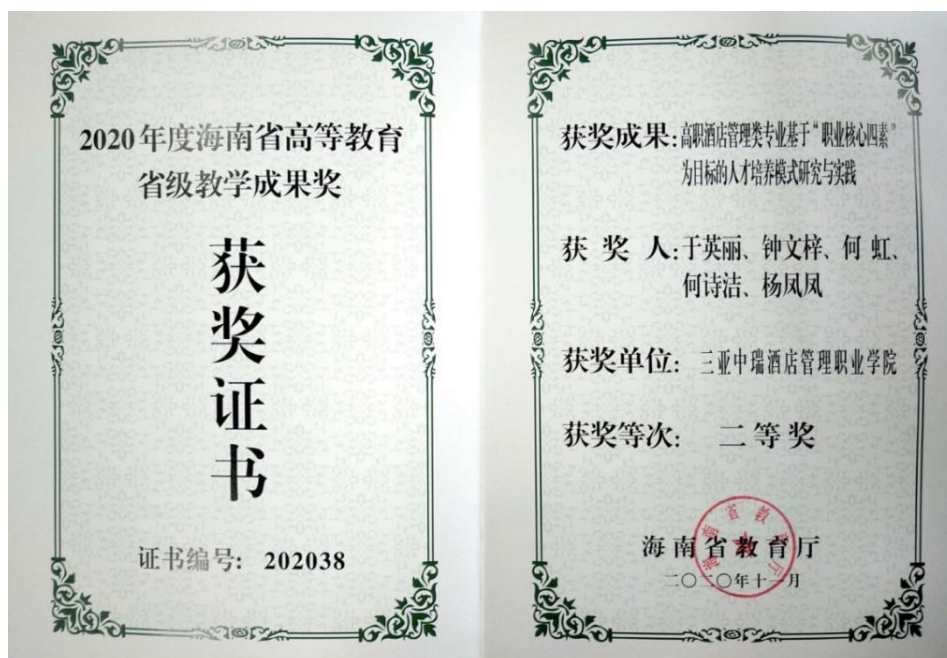 2020年度海南省高等教育
省级教学成果奖
获
奖
证
书
证书编号: 202038
获奖成果:高职酒店管理类专业基于“职业核心四素”
为目标的人才培养模式研究与实践
获 奖 人:于英丽、钟文梓、何 虹、
何诗洁、杨凤凤
获奖单位: 三亚中瑞酒店管理职业学院
获奖等次: 二等奖
海南省教育厅
海南省教育厅
二〇二〇年十一月